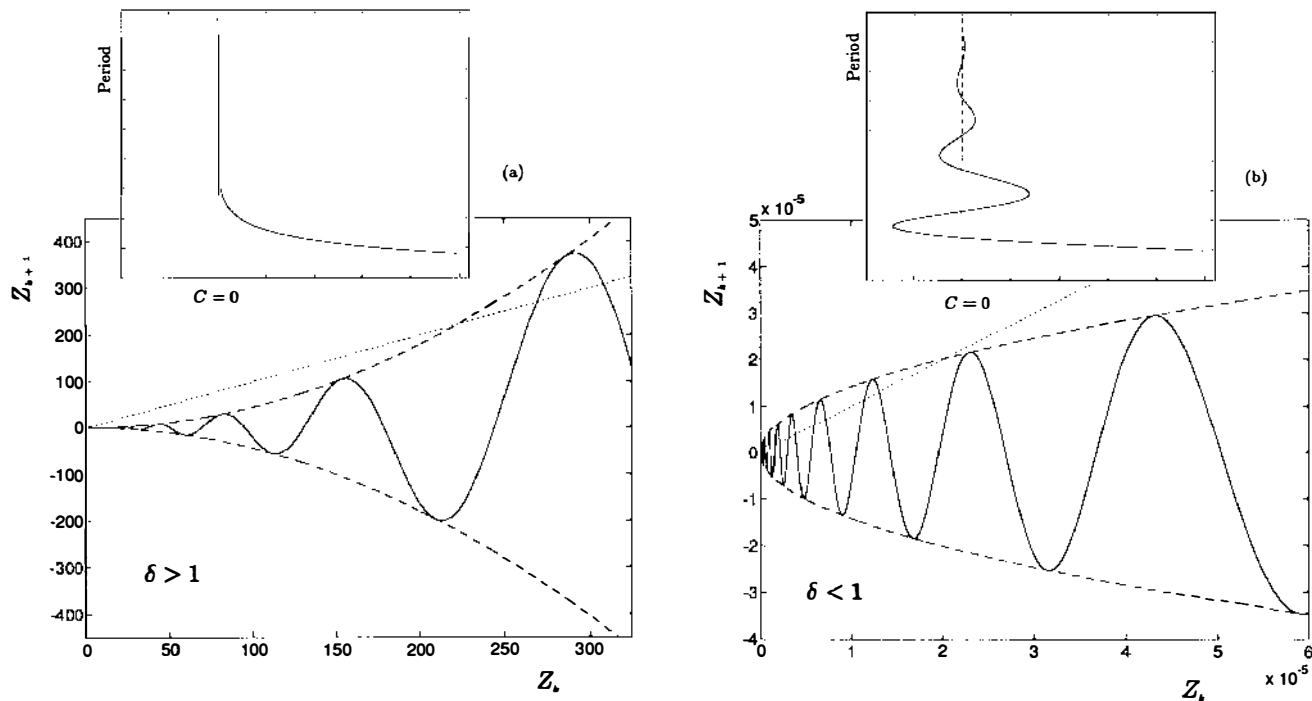 Period
(a)
400
300
200
100
0
-100
-200
-300
-400
Z_{k+1}
C = 0
δ > 1
0
50
100
150
200
250
300
Z_k
Period
(b)
5
x 10^{-5}
4
3
2
1
0
-1
-2
-3
-4
Z_{k+1}
C = 0
δ < 1
0
1
2
3
4
5
6
x 10^{-5}
Z_k